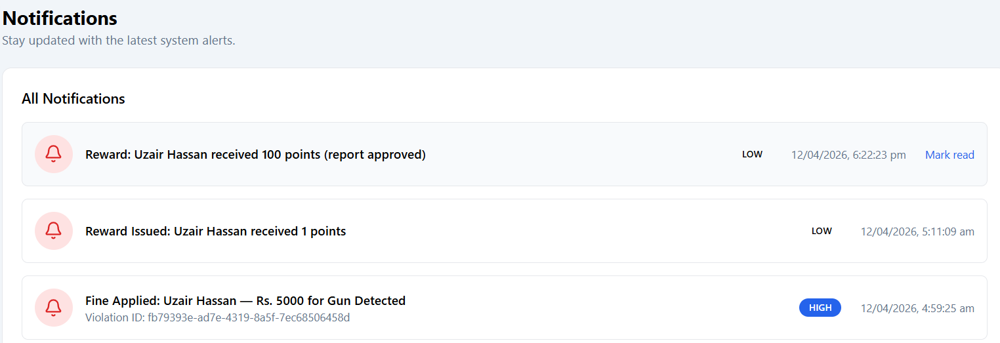 Notifications
Stay updated with the latest system alerts.
All Notifications
Reward: Uzair Hassan received 100 points (report approved)
LOW
12/04/2026, 6:22:23 pm
Mark read
Reward Issued: Uzair Hassan received 1 points
LOW
12/04/2026, 5:11:09 am
Fine Applied: Uzair Hassan — Rs. 5000 for Gun Detected
Violation ID: fb79393e-ad7e-4319-8a5f-7ec68506458d
HIGH
12/04/2026, 4:59:25 am